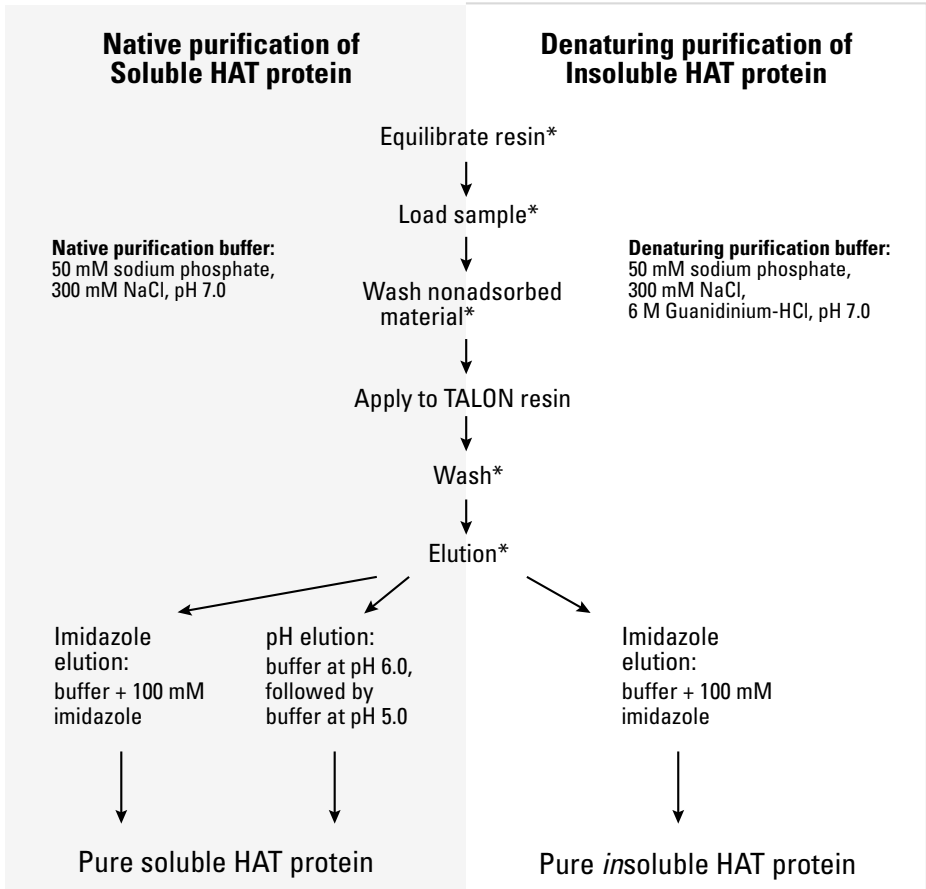 Native purification of
Soluble HAT protein
Denaturing purification of
Insoluble HAT protein
Equilibrate resin*
Load sample*
Native purification buffer:
50 mM sodium phosphate,
300 mM NaCl, pH 7.0
Denaturing purification buffer:
50 mM sodium phosphate,
300 mM NaCl,
6 M Guanidinium-HCl, pH 7.0
Wash nonadsorbed
material*
Apply to TALON resin
Wash*
Elution*
Imidazole
elution:
buffer + 100 mM
imidazole
pH elution:
buffer at pH 6.0,
followed by
buffer at pH 5.0
Imidazole
elution:
buffer + 100 mM
imidazole
Pure soluble HAT protein
Pure insoluble HAT protein